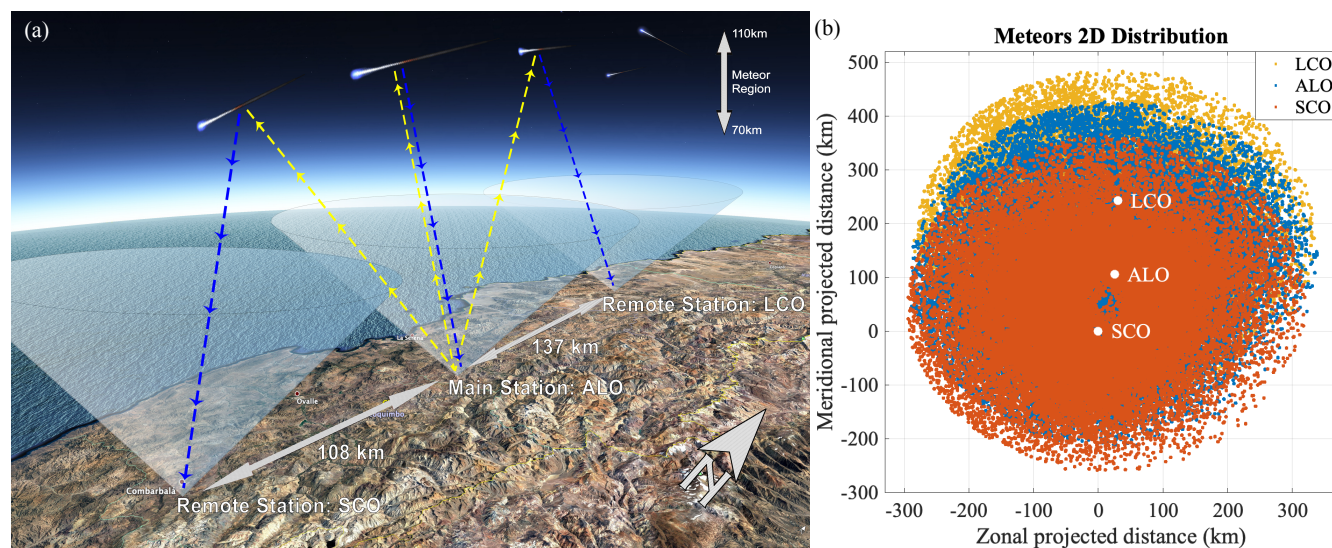 (a)
110km
Meteor
Region
70km
Remote Station: LCO
137 km
La Serena
Main Station: ALO
Coquimbo
Ovalle
108 km
Combarbalá
Remote Station: SCO
N
(b)
Meteors 2D Distribution
LCO
ALO
SCO
500
400
300
200
100
0
-100
-200
-300
LCO
ALO
SCO
-300
-200
-100
0
100
200
300
Meridional projected distance (km)
Zonal projected distance (km)